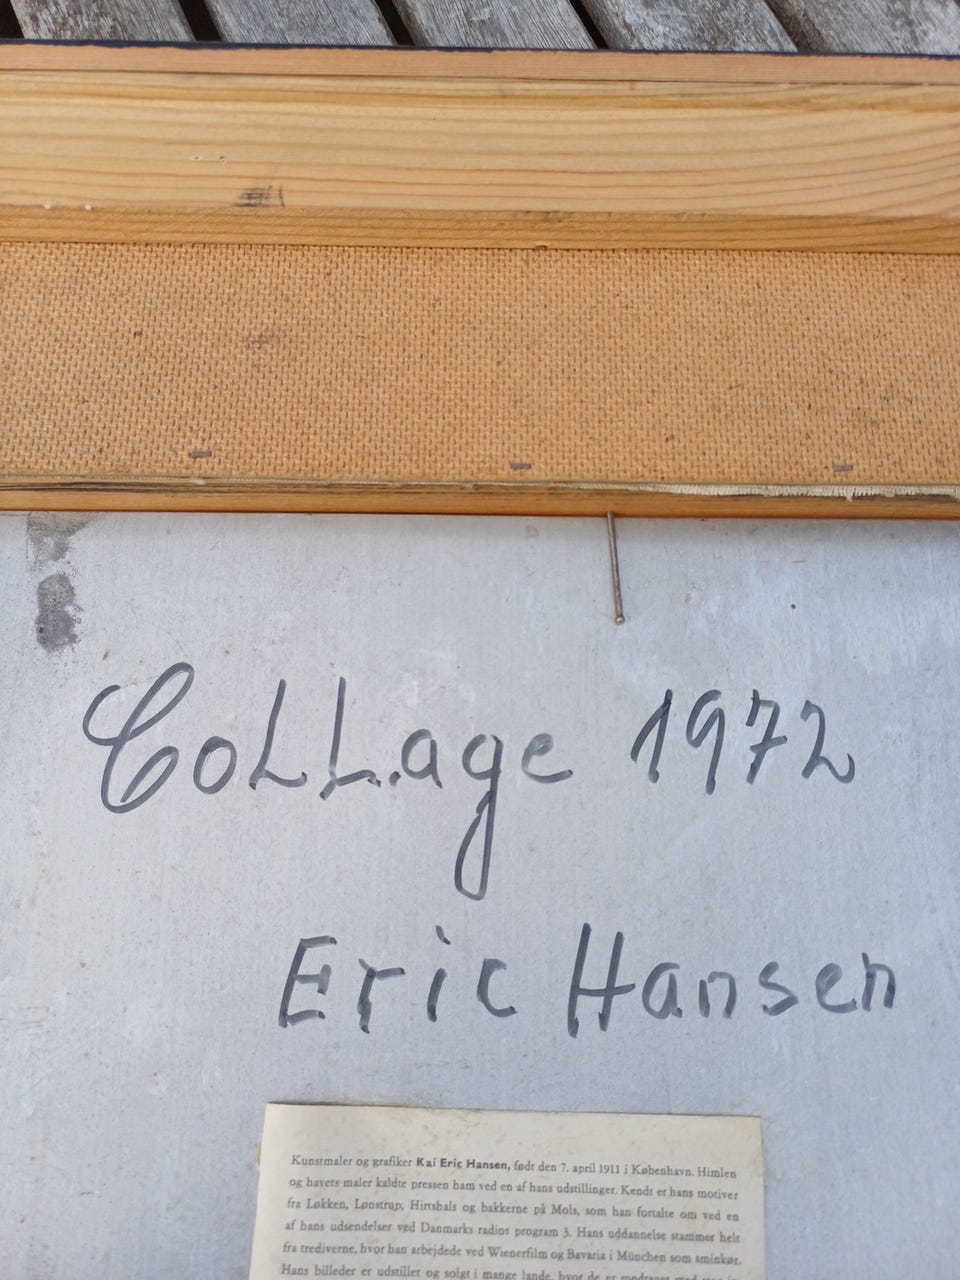 Collage 1972
Eric Hansen
Kunstmaler og grafiker Kai Eric Hansen, født den 7. april 1911 i København. Himlen
og havets maler kaldte pressen ham ved en af hans udstillinger. Kendt er hans motiver
fra Løkken, Lønstrup, Hirtshals og bakkerne på Mols, som han fortalte om ved en
af hans udsendelser ved Danmarks radios program 3. Hans uddannelse stammer helt
fra trediverne, hvor han arbejdede ved Wienerfilm og Bavaria i München som sminkør.
Hans billeder er udstillet og solgt i mange lande, hvor de er modtaget med